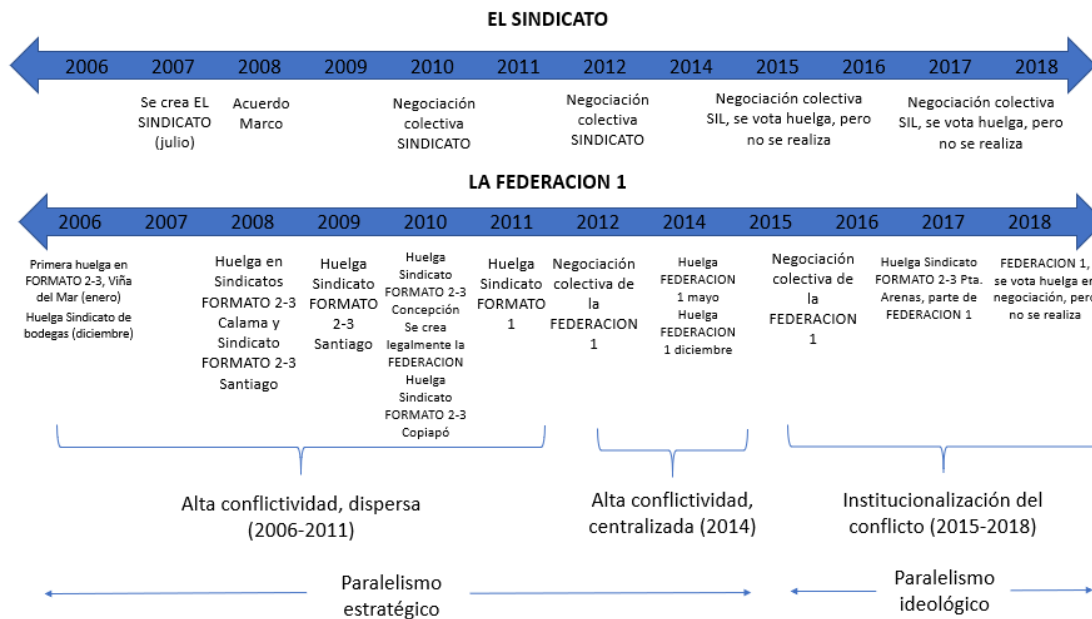 EL SINDICATO
2006 2007 2008 2009 2010 2011 2012 2014 2015 2016 2017 2018
Se crea EL
SINDICATO
(julio)
Acuerdo
Marco
Negociación
colectiva
SINDICATO
Negociación
colectiva
SINDICATO
Negociación colectiva
SIL, se vota huelga, pero
no se realiza
Negociación colectiva
SIL, se vota huelga, pero
no se realiza
LA FEDERACION 1
2006 2007 2008 2009 2010 2011 2012 2014 2015 2016 2017 2018
Primera huelga en
FORMATO 2-3, Viña
del Mar (enero)
Huelga Sindicato de
bodegas (diciembre)
Huelga en
Sindicatos
FORMATO 2-3
Calama y
Sindicato
FORMATO 2-3
Santiago
Huelga
Sindicato
FORMATO
2-3
Santiago
Huelga
Sindicato
FORMATO 2-3
Concepción
Se crea
legalmente la
FEDERACION
Huelga
Sindicato
FORMATO 2-3
Copiapó
Huelga
Sindicato
FORMATO
1
Negociación
colectiva de
la
FEDERACION
1
Huelga
FEDERACION
1 mayo
Huelga
FEDERACION
1 diciembre
Negociación
colectiva de
la
FEDERACION
1
Huelga Sindicato
FORMATO 2-3 Pta.
Arenas, parte de
FEDERACION 1
FEDERACION 1,
se vota huelga en
negociación, pero
no se realiza
Alta conflictividad, dispersa
(2006-2011)
Alta conflictividad,
centralizada (2014)
Institucionalización del
conflicto (2015-2018)
Paralelismo
estratégico
Paralelismo
ideológico